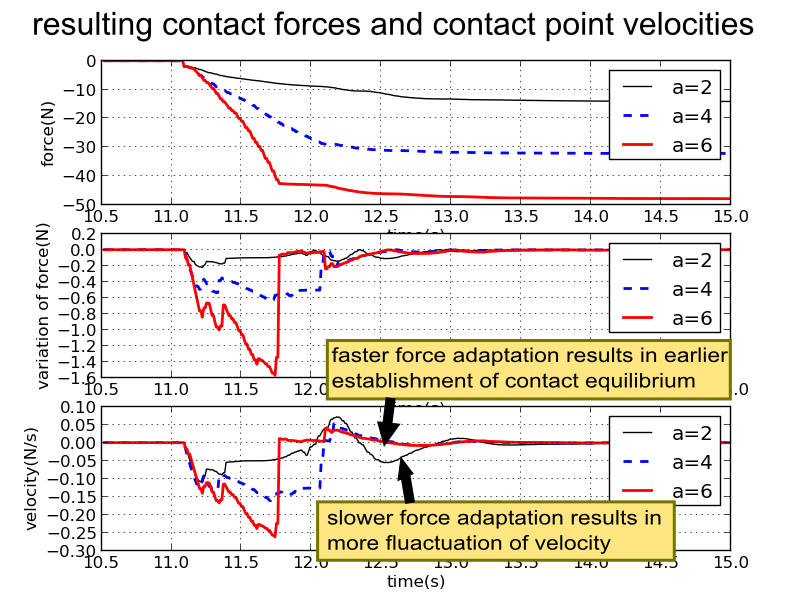 resulting contact forces and contact point velocities
0
−10
−20
−30
−40
−50
force(N)
a=2
a=4
a=6
10.5 11.0 11.5 12.0 12.5 13.0 13.5 14.0 14.5 15.0
time(s)
0.2
0.0
−0.2
−0.4
−0.6
−0.8
−1.0
−1.2
−1.4
−1.6
variation of force(N)
a=2
a=4
a=6
faster force adaptation results in earlier
establishment of contact equilibrium
10.5 11.0 11.5 12.0 .0
time(s)
0.10
0.05
0.00
−0.05
−0.10
−0.15
−0.20
−0.25
−0.30
velocity(N/s)
a=2
a=4
a=6
slower force adaptation results in
more fluactuation of velocity
10.5 11.0 11.5 12.0 12.5 13.0 13.5 14.0 14.5 15.0
time(s)